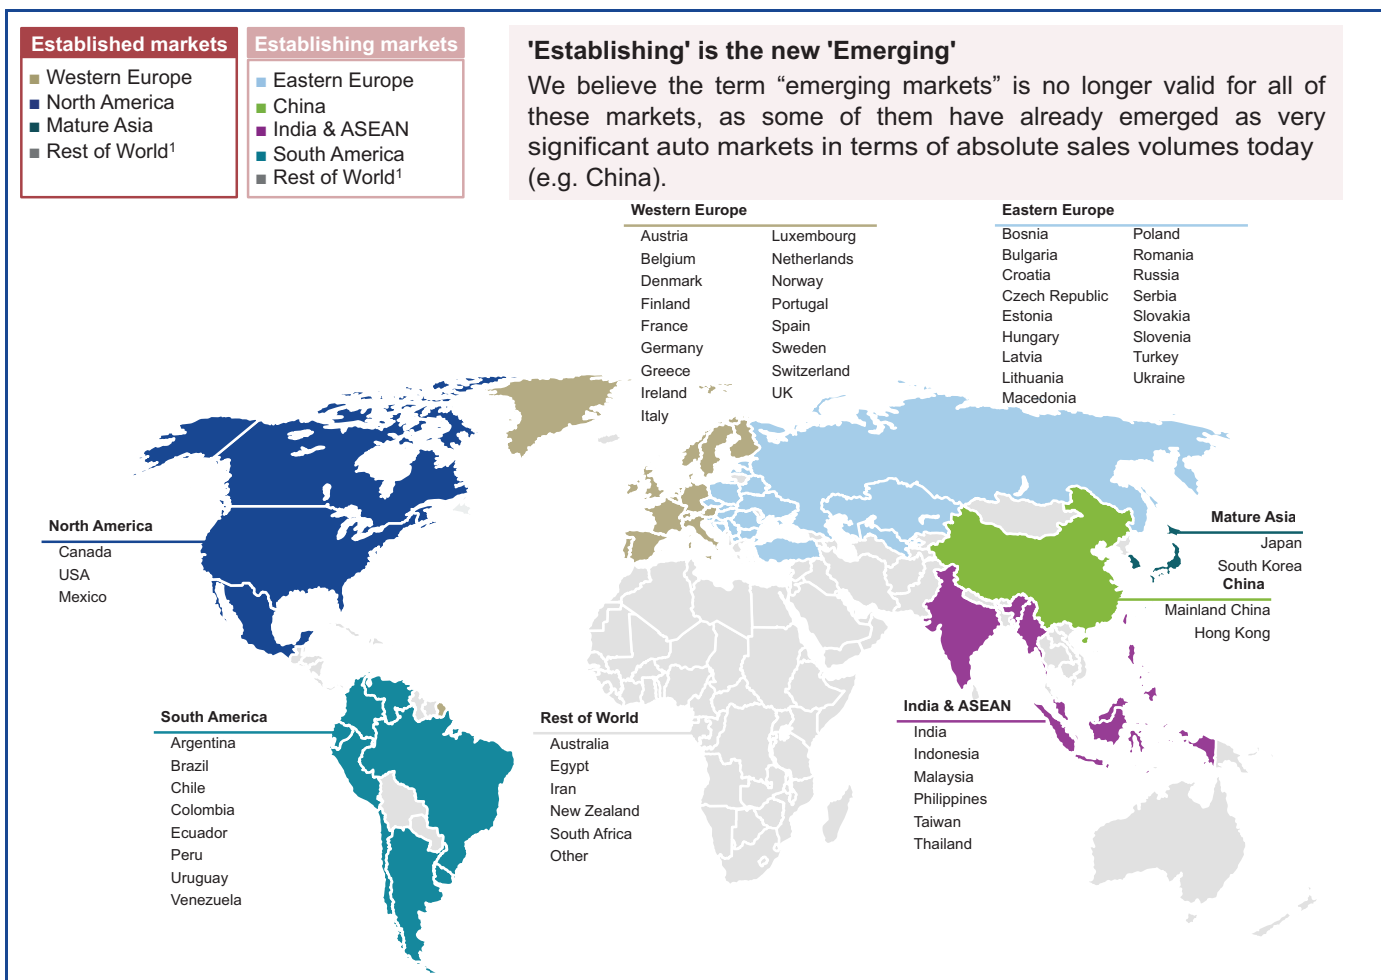 Established markets
Western Europe
North America
Mature Asia
Rest of World1
Establishing markets
Eastern Europe
China
India & ASEAN
South America
Rest of World1
'Establishing' is the new 'Emerging'
We believe the term “emerging markets” is no longer valid for all of
these markets, as some of them have already emerged as very
significant auto markets in terms of absolute sales volumes today
(e.g. China).
Western Europe
Austria
Belgium
Denmark
Finland
France
Germany
Greece
Ireland
Italy
Luxembourg
Netherlands
Norway
Portugal
Spain
Sweden
Switzerland
UK
Eastern Europe
Bosnia
Bulgaria
Croatia
Czech Republic
Estonia
Hungary
Latvia
Lithuania
Macedonia
Poland
Romania
Russia
Serbia
Slovakia
Slovenia
Turkey
Ukraine
North America
Canada
USA
Mexico
Mature Asia
Japan
South Korea
China
Mainland China
Hong Kong
South America
Argentina
Brazil
Chile
Colombia
Ecuador
Peru
Uruguay
Venezuela
Rest of World
Australia
Egypt
Iran
New Zealand
South Africa
Other
India & ASEAN
India
Indonesia
Malaysia
Philippines
Taiwan
Thailand